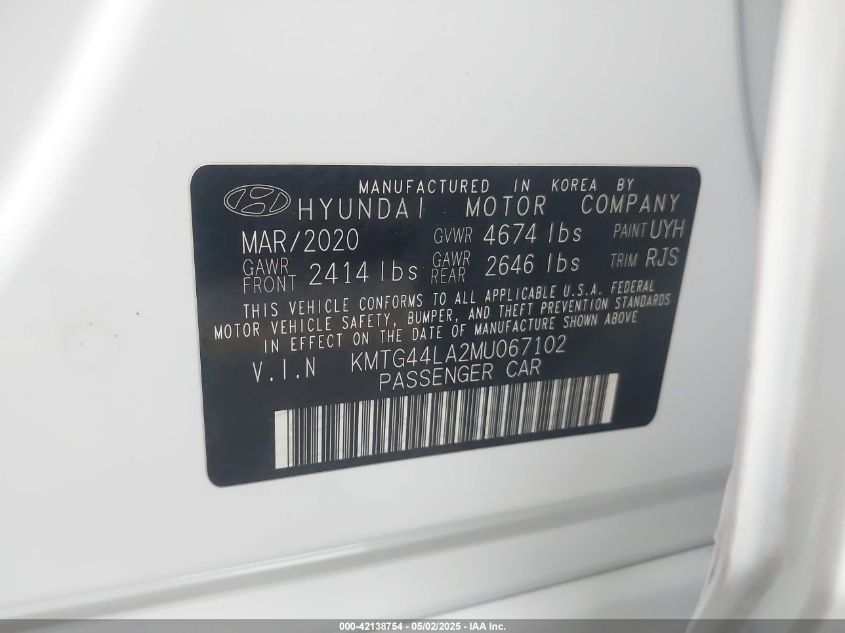 MANUFACTURED IN KOREA BY
HYUNDAI MOTOR COMPANY
MAR/2020 GVWR 4674 lbs PAINT UYH
GAWR FRONT 2414 lbs GAWR REAR 2646 lbs TRIM RJS
THIS VEHICLE CONFORMS TO ALL APPLICABLE U.S.A. FEDERAL
MOTOR VEHICLE SAFETY, BUMPER, AND THEFT PREVENTION STANDARDS
IN EFFECT ON THE DATE OF MANUFACTURE SHOWN ABOVE
V.I.N KMTG44LA2MU067102
PASSENGER CAR
000-42138754 - 05/02/2025 - IAA Inc.